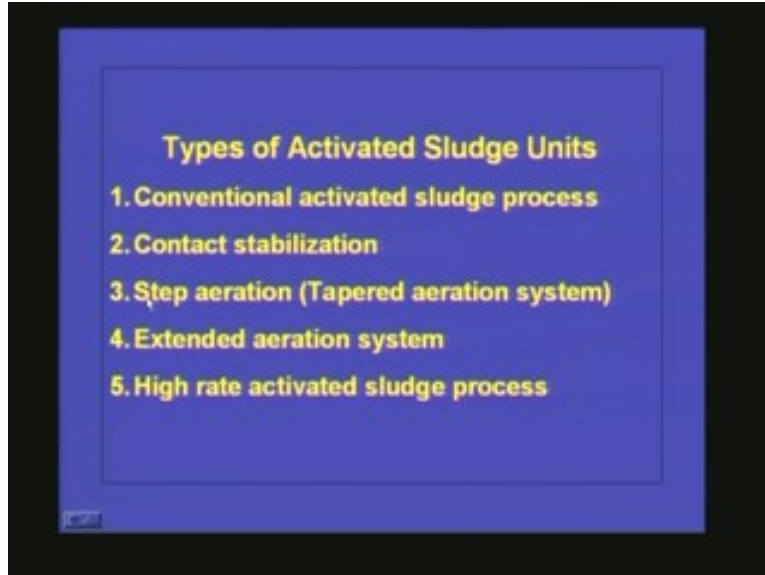 Types of Activated Sludge Units
1. Conventional activated sludge process
2. Contact stabilization
3. Step aeration (Tapered aeration system)
4. Extended aeration system
5. High rate activated sludge process